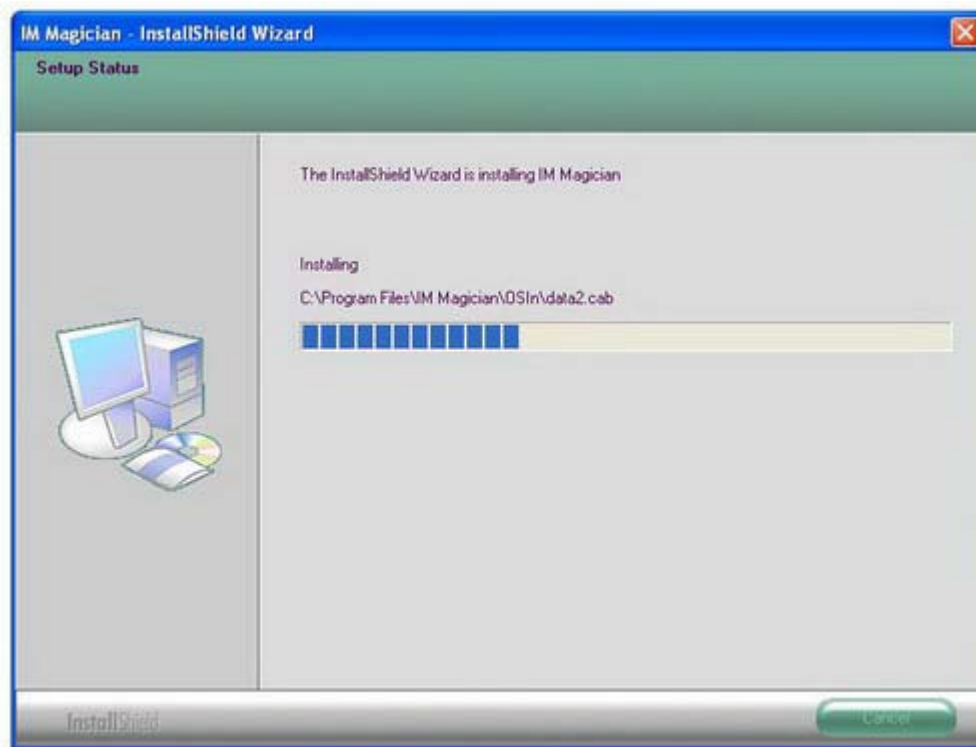 IM Magician - InstallShield Wizard
Setup Status
The InstallShield Wizard is installing IM Magician
Installing
C:\Program Files\IM Magician\OSIn\data2.cab
InstallShield
Cancel